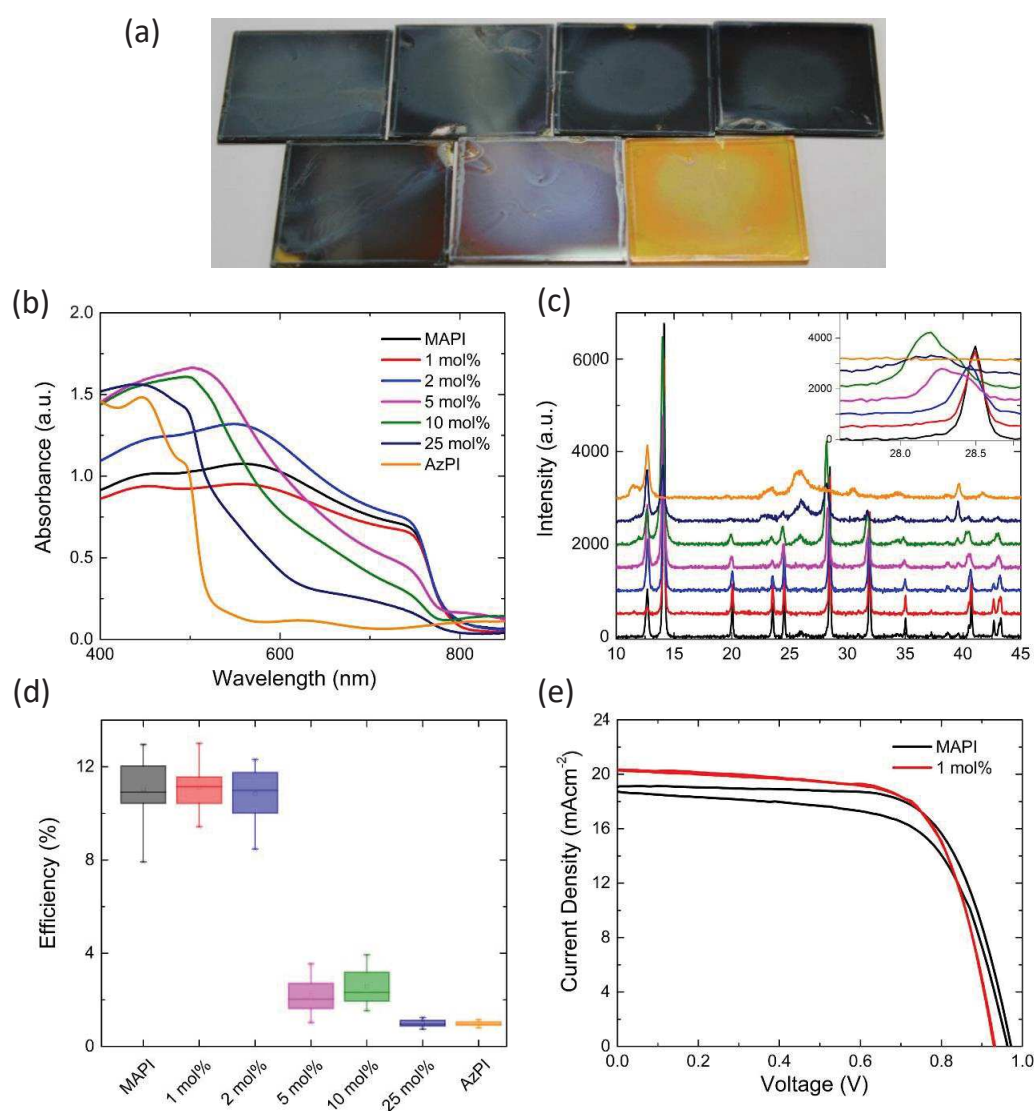 (a)
(b)
2.0
1.5
1.0
0.5
0.0
400
600
800
Absorbance (a.u.)
Wavelength (nm)
MAPI
1 mol%
2 mol%
5 mol%
10 mol%
25 mol%
AzPI
(c)
6000
4000
2000
0
10
15
20
25
30
35
40
45
Intensity (a.u.)
4000
2000
0
28.0
28.5
(d)
12
8
4
0
Efficiency (%)
MAPI
1 mol%
2 mol%
5 mol%
10 mol%
25 mol%
AzPI
(e)
24
20
16
12
8
4
0
0.0
0.2
0.4
0.6
0.8
1.0
Current Density (mAcm⁻²)
Voltage (V)
MAPI
1 mol%